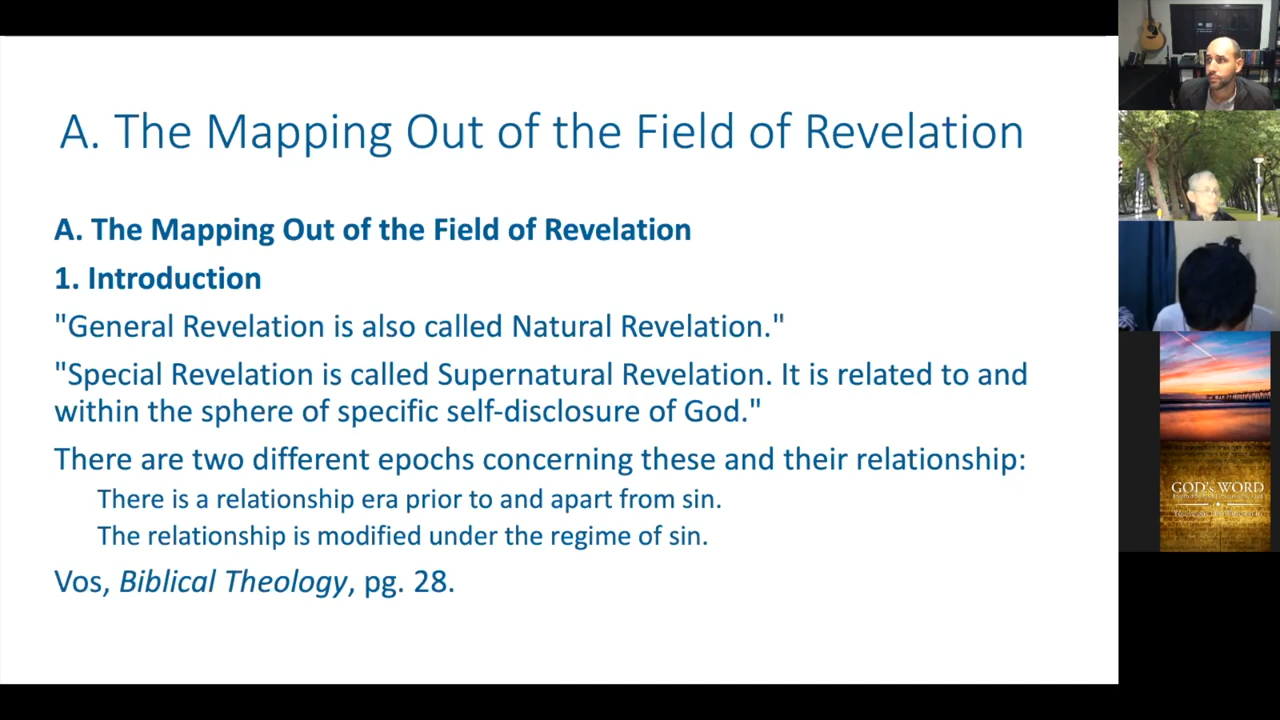 A. The Mapping Out of the Field of Revelation
A. The Mapping Out of the Field of Revelation
1. Introduction
"General Revelation is also called Natural Revelation."
"Special Revelation is called Supernatural Revelation. It is related to and
within the sphere of specific self-disclosure of God."
There are two different epochs concerning these and their relationship:
There is a relationship era prior to and apart from sin.
The relationship is modified under the regime of sin.
Vos, Biblical Theology, pg. 28.
GOD's WORD